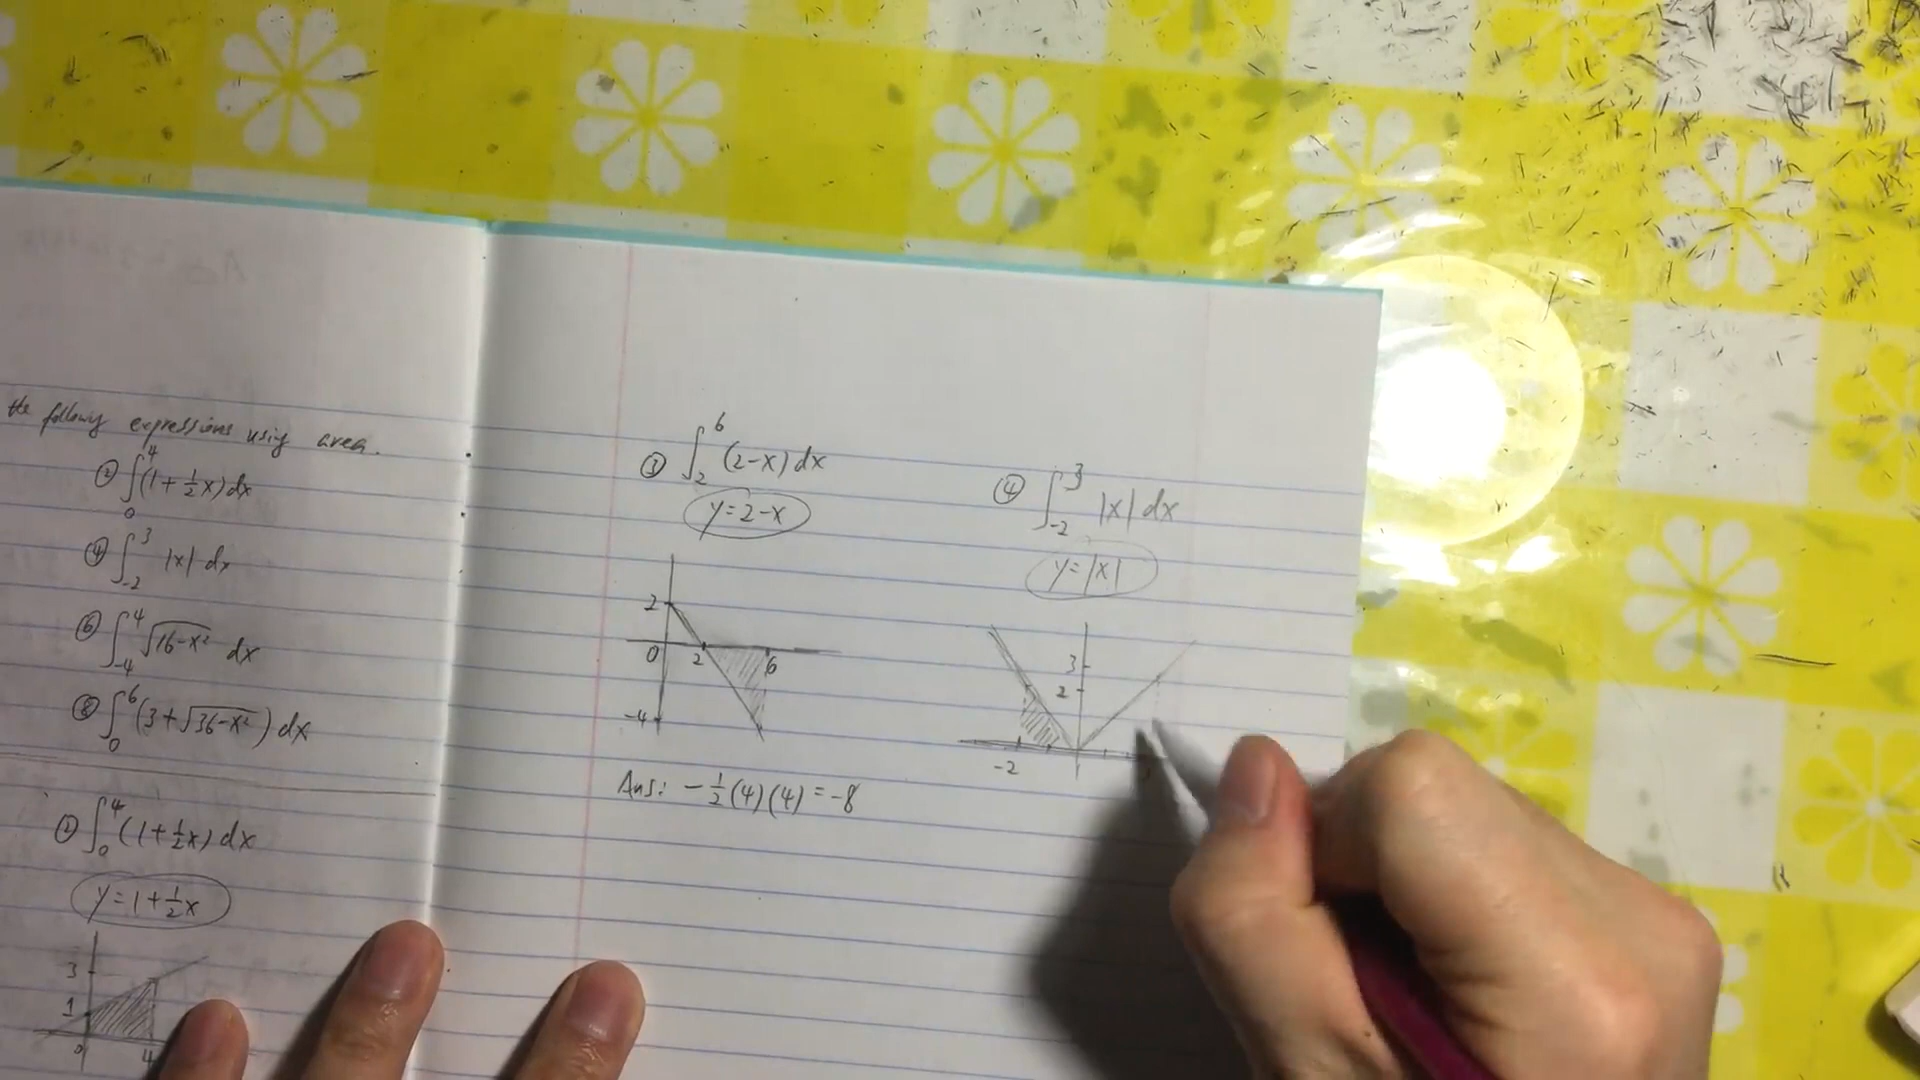 the following expressions using area.
② ∫₀⁴ (1+½x) dx
④ ∫₋₂³ |x| dx
⑥ ∫₋₄⁴ √(16-x²) dx
⑧ ∫₀⁶ (3+√(36-x²)) dx
② ∫₀⁴ (1+½x) dx
y=1+½x
3
1
0 4
③ ∫₂⁶ (2-x) dx
y=2-x
2
0 2 6
-4
Ans: -½(4)(4) = -8
④ ∫₋₂³ |x| dx
y=|x|
3
2
-2